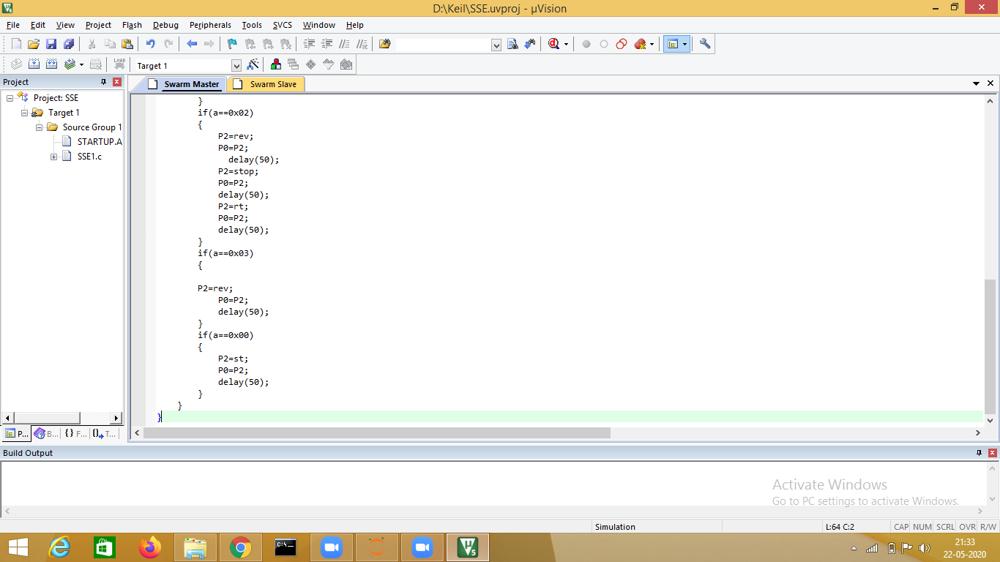 D:\Keil\SSE.uvproj - µVision
File Edit View Project Flash Debug Peripherals Tools SVCS Window Help
LOAD Target 1
Project
Project: SSE
Target 1
Source Group 1
STARTUP.A
SSE1.c
P... B... {} F... 0 T...
Swarm Master Swarm Slave
}
if(a==0x02)
{
P2=rev;
P0=P2;
delay(50);
P2=stop;
P0=P2;
delay(50);
P2=rt;
P0=P2;
delay(50);
}
if(a==0x03)
{
P2=rev;
P0=P2;
delay(50);
}
if(a==0x00)
{
P2=st;
P0=P2;
delay(50);
}
}
}
Build Output
Activate Windows
Go to PC settings to activate Windows.
Simulation L:64 C:2 CAP NUM SCRL OVR R/W
C:\_
21:33
22-05-2020